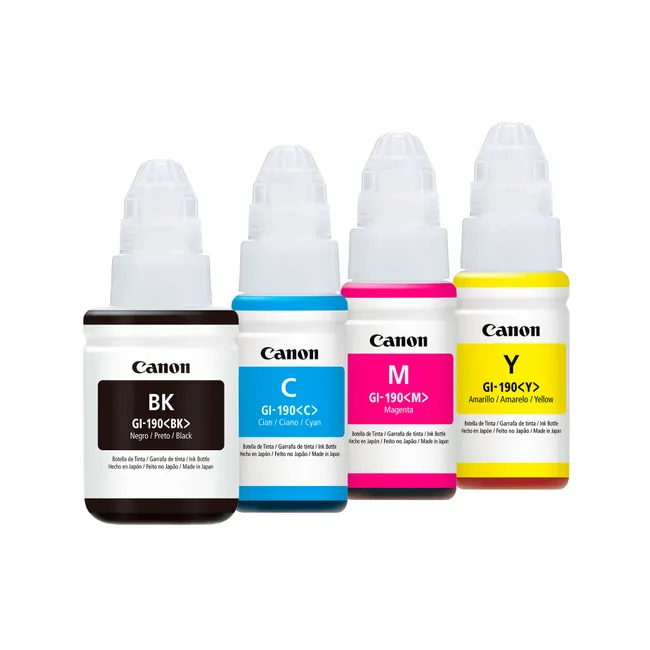 Canon
BK
GI-190<BK>
Negro / Preto / Black
Botella de Tinta / Garrafa de tinta / Ink Bottle
Hecho en Japón / Feito no Japão / Made in Japan
Canon
C
GI-190<C>
Cian / Ciano / Cyan
Botella de Tinta / Garrafa de tinta / Ink Bottle
Hecho en Japón / Feito no Japão / Made in Japan
Canon
M
GI-190<M>
Magenta
Botella de Tinta / Garrafa de tinta / Ink Bottle
Hecho en Japón / Feito no Japão / Made in Japan
Canon
Y
GI-190<Y>
Amarillo / Amarelo / Yellow
Botella de Tinta / Garrafa de tinta / Ink Bottle
Hecho en Japón / Feito no Japão / Made in Japan